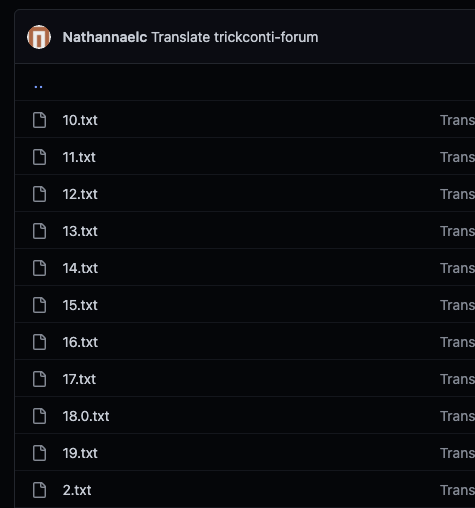 Nathannaelc Translate trickconti-forum
..
10.txt Trans
11.txt Trans
12.txt Trans
13.txt Trans
14.txt Trans
15.txt Trans
16.txt Trans
17.txt Trans
18.0.txt Trans
19.txt Trans
2.txt Trans